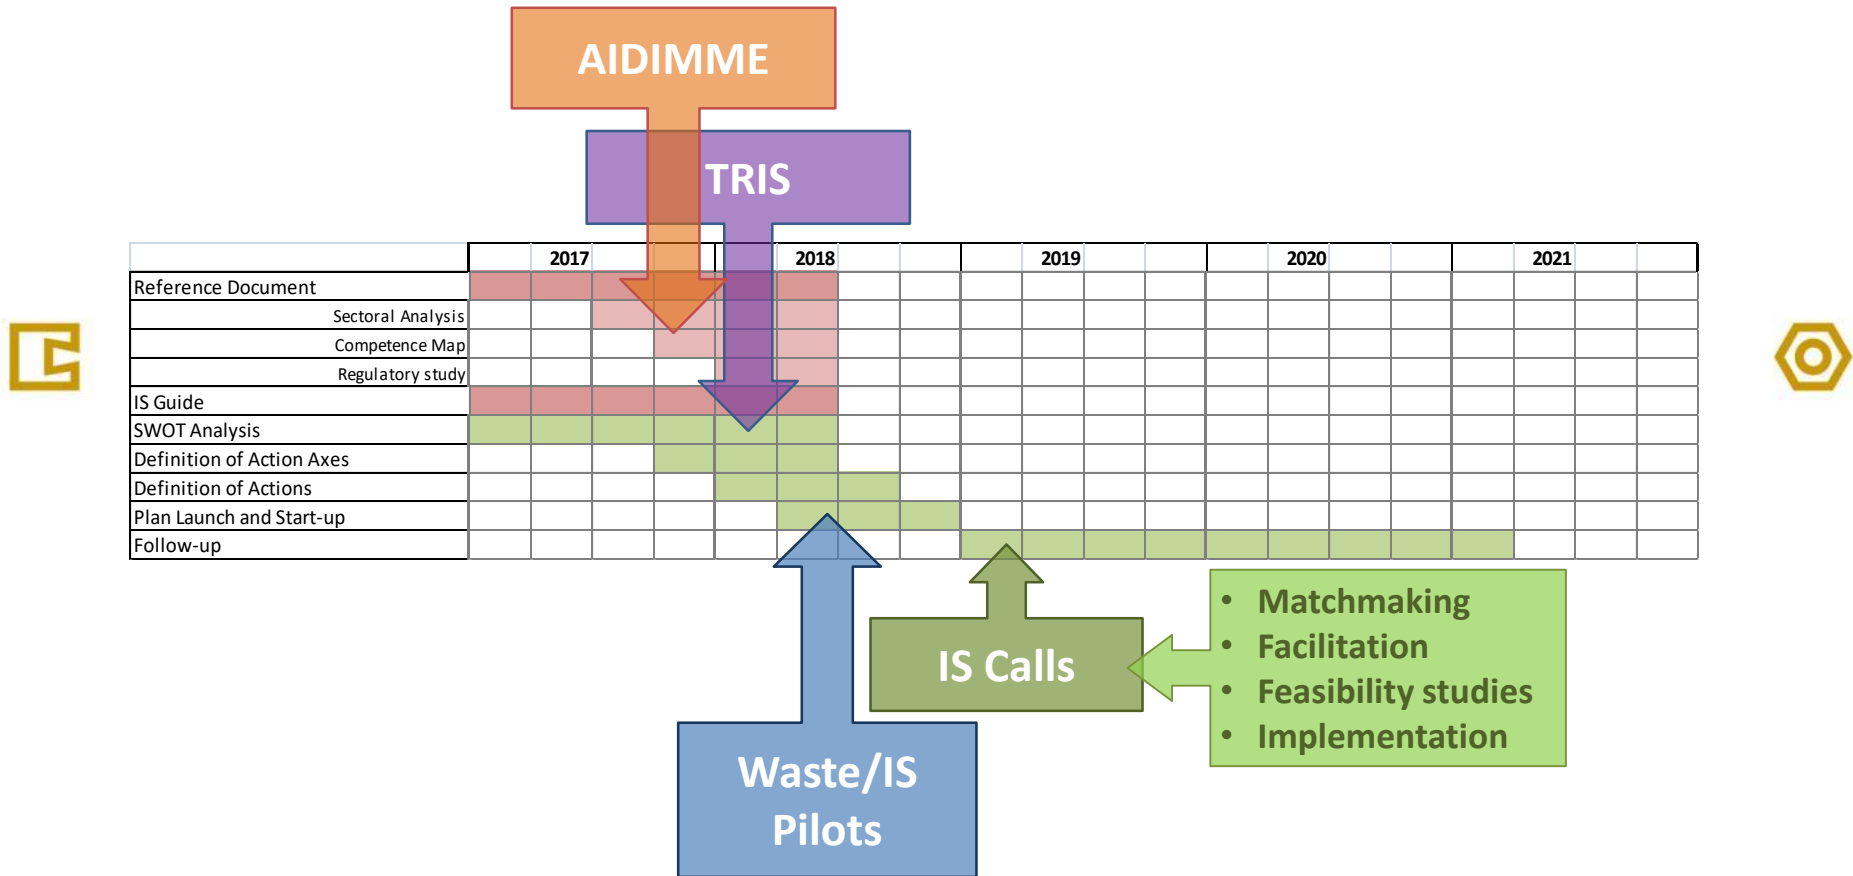 AIDIMME
TRIS
2017 2018 2019 2020 2021
Reference Document
Sectoral Analysis
Competence Map
Regulatory study
IS Guide
SWOT Analysis
Definition of Action Axes
Definition of Actions
Plan Launch and Start-up
Follow-up
IS Calls
• Matchmaking
• Facilitation
• Feasibility studies
• Implementation
Waste/IS
Pilots